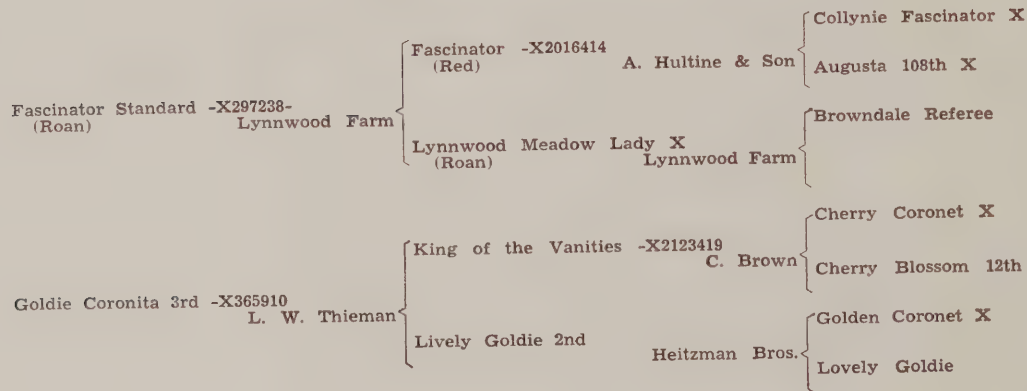 Collynie Fascinator X
Fascinator -X2016414
(Red)
A. Hultine & Son
Augusta 108th X
Fascinator Standard -X297238-
(Roan)
Lynnwood Farm
Browndale Referee
Lynnwood Meadow Lady X
(Roan)
Lynnwood Farm
Cherry Coronet X
King of the Vanities -X2123419
C. Brown
Cherry Blossom 12th
Goldie Coronita 3rd -X365910
L. W. Thieman
Golden Coronet X
Lively Goldie 2nd
Heitzman Bros.
Lovely Goldie